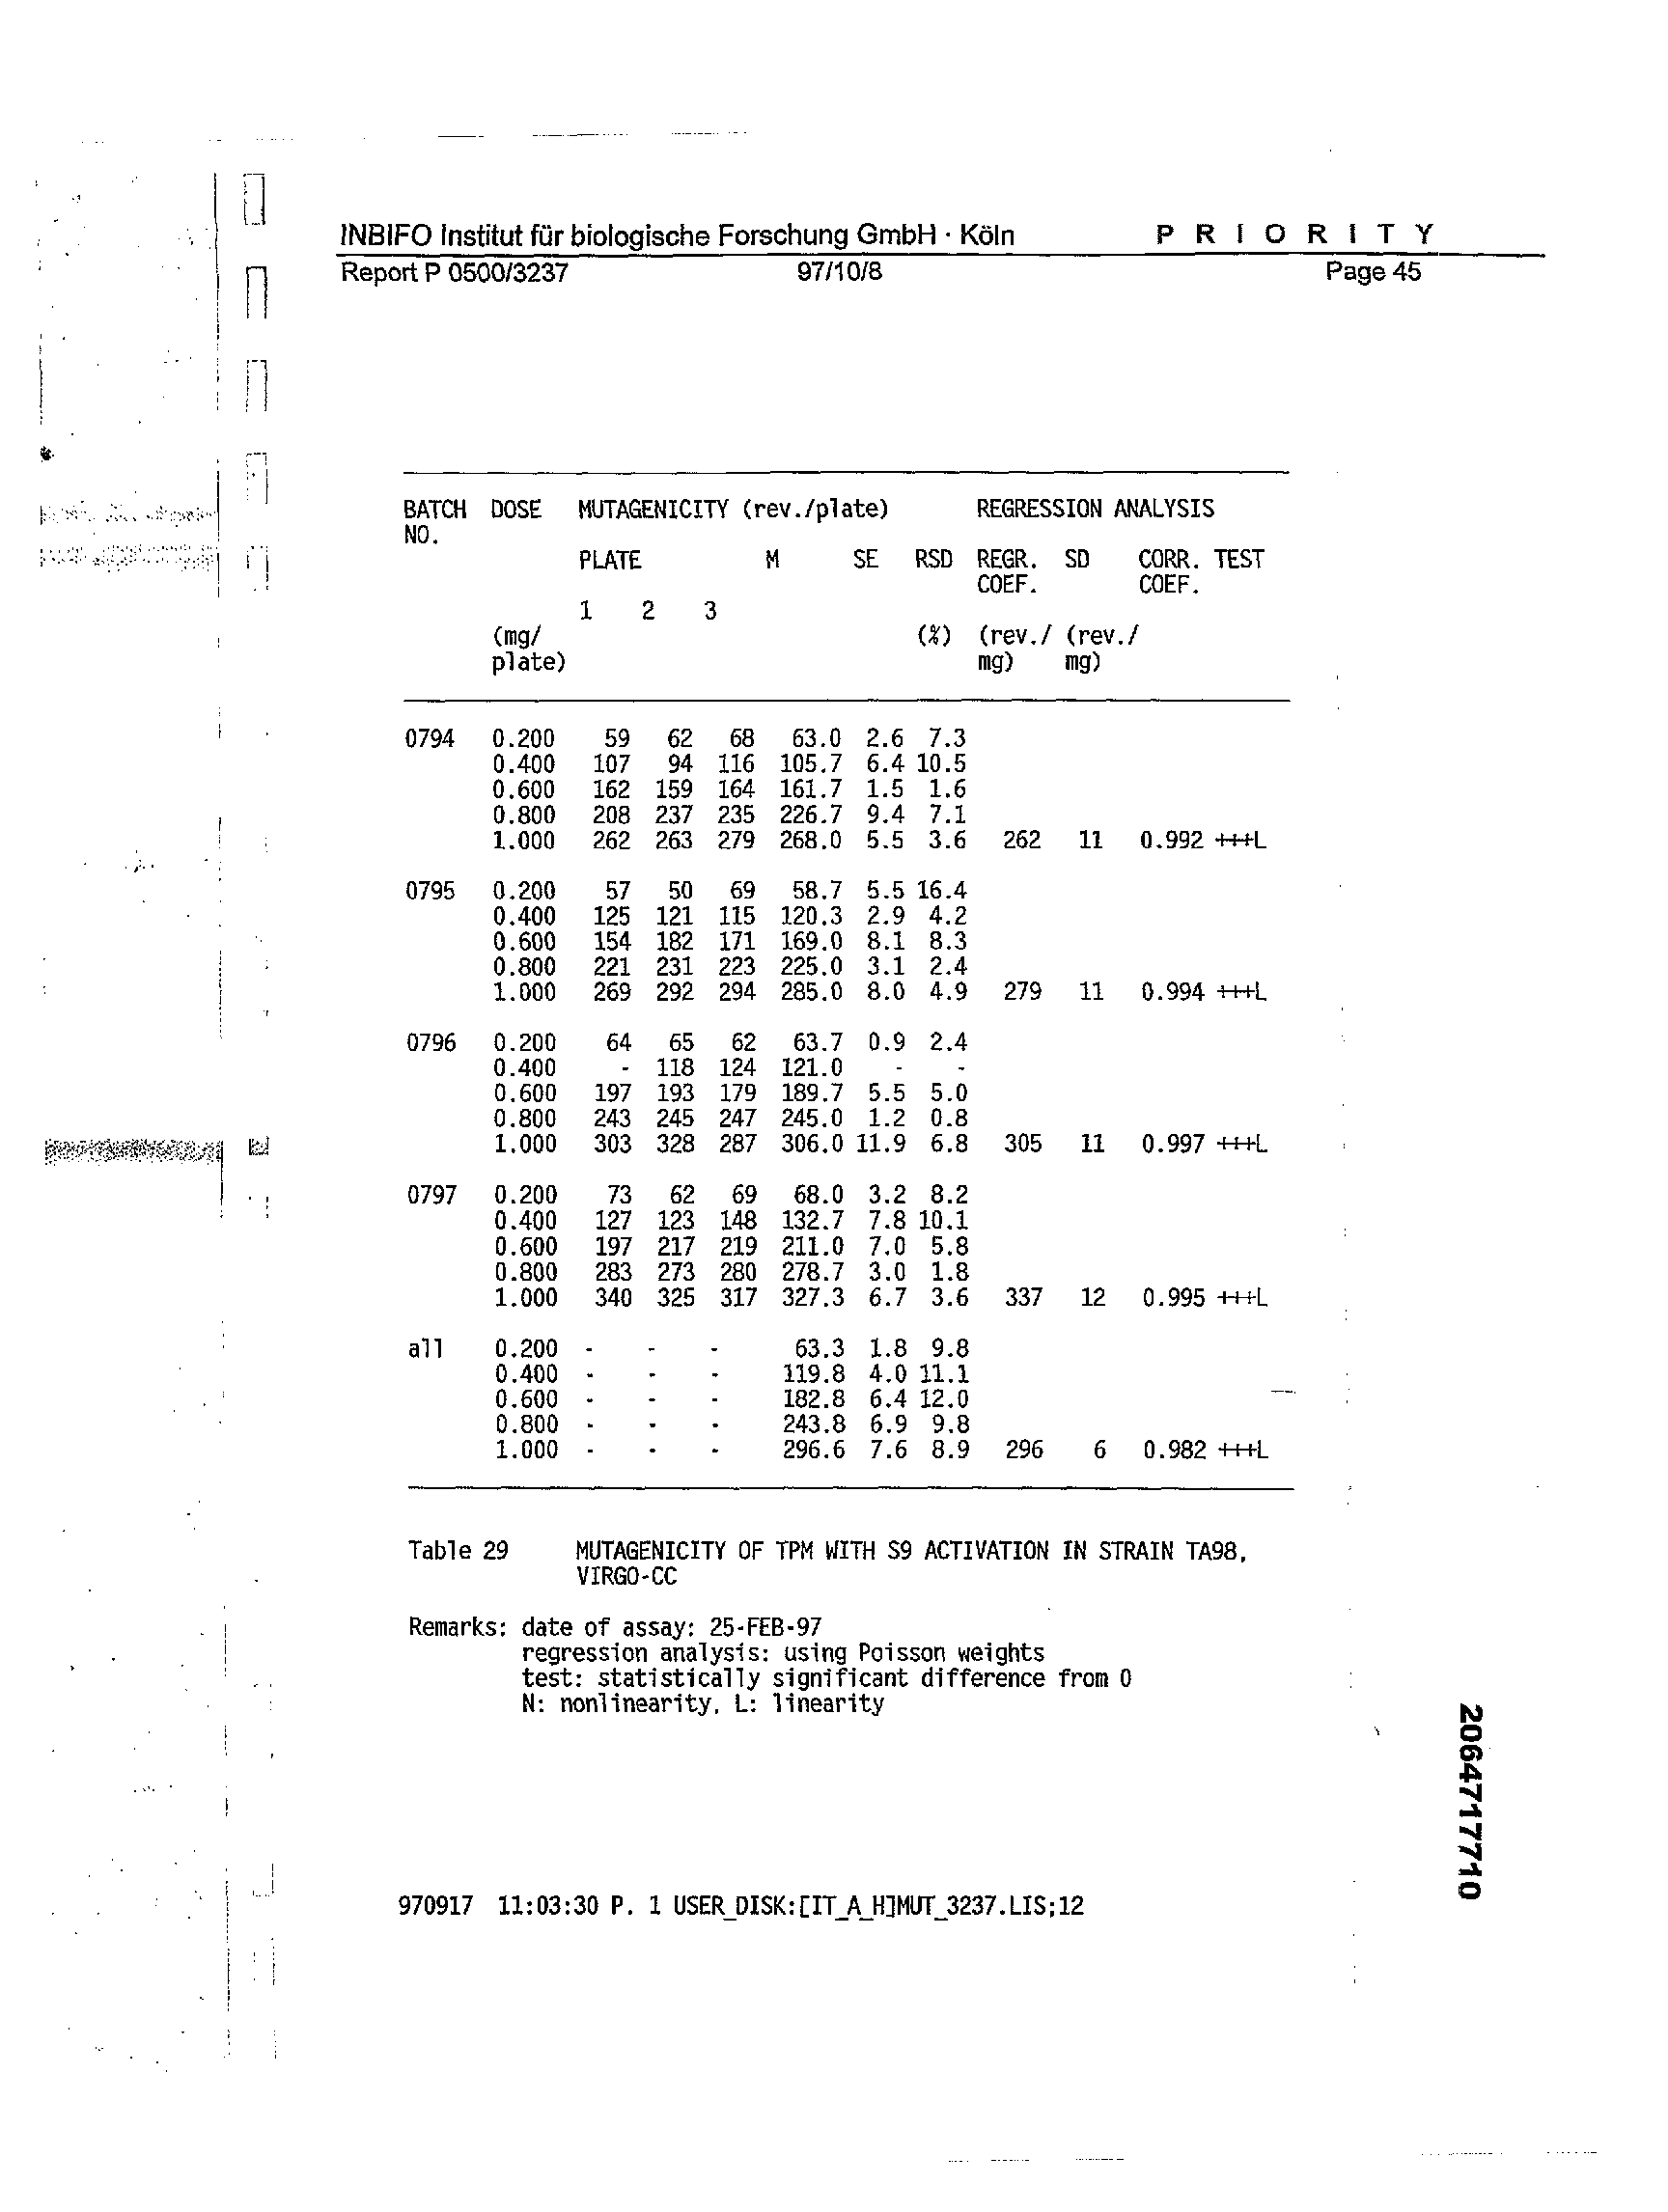 INBIFO Institut für biologische Forschung GmbH · Köln P R I O R I T Y
Report P 0500/3237 97/10/8 Page 45
BATCH DOSE MUTAGENICITY (rev./plate) REGRESSION ANALYSIS
NO.
PLATE M SE RSD REGR. SD CORR. TEST
COEF. COEF.
1 2 3
(mg/ (%) (rev./ (rev./
plate) mg) mg)
0794 0.200 59 62 68 63.0 2.6 7.3
0.400 107 94 116 105.7 6.4 10.5
0.600 162 159 164 161.7 1.5 1.6
0.800 208 237 235 226.7 9.4 7.1
1.000 262 263 279 268.0 5.5 3.6 262 11 0.992 +++L
0795 0.200 57 50 69 58.7 5.5 16.4
0.400 125 121 115 120.3 2.9 4.2
0.600 154 182 171 169.0 8.1 8.3
0.800 221 231 223 225.0 3.1 2.4
1.000 269 292 294 285.0 8.0 4.9 279 11 0.994 +++L
0796 0.200 64 65 62 63.7 0.9 2.4
0.400 - 118 124 121.0 - -
0.600 197 193 179 189.7 5.5 5.0
0.800 243 245 247 245.0 1.2 0.8
1.000 303 328 287 306.0 11.9 6.8 305 11 0.997 +++L
0797 0.200 73 62 69 68.0 3.2 8.2
0.400 127 123 148 132.7 7.8 10.1
0.600 197 217 219 211.0 7.0 5.8
0.800 283 273 280 278.7 3.0 1.8
1.000 340 325 317 327.3 6.7 3.6 337 12 0.995 +++L
all 0.200 - - - 63.3 1.8 9.8
0.400 - - - 119.8 4.0 11.1
0.600 - - - 182.8 6.4 12.0
0.800 - - - 243.8 6.9 9.8
1.000 - - - 296.6 7.6 8.9 296 6 0.982 +++L
Table 29 MUTAGENICITY OF TPM WITH S9 ACTIVATION IN STRAIN TA98,
VIRGO-CC
Remarks: date of assay: 25-FEB-97
regression analysis: using Poisson weights
test: statistically significant difference from 0
N: nonlinearity, L: linearity
2064717710
970917 11:03:30 P. 1 USER_DISK:[IT_A_H]MUT_3237.LIS;12